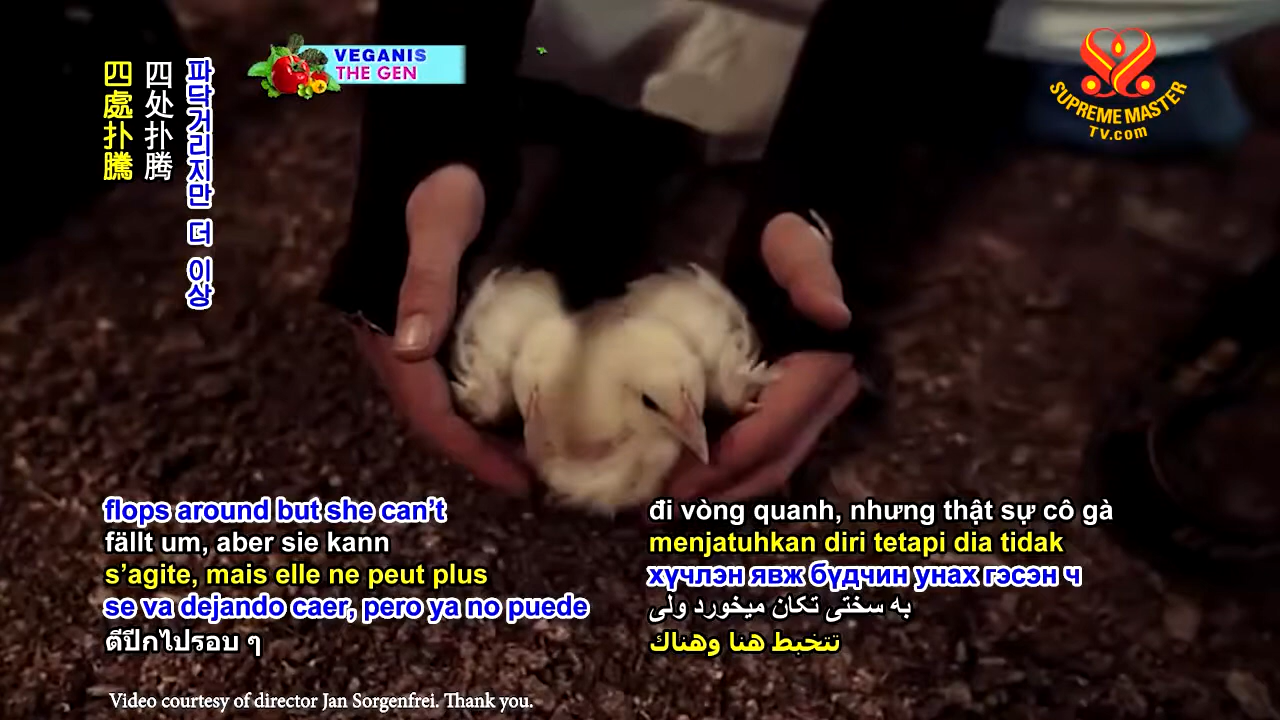 VEGANIS
THE GEN
SUPREME MASTER
TV.com
四處扑騰
四处扑腾
파닥거리지만 더 이상
flops around but she can't
fällt um, aber sie kann
s'agite, mais elle ne peut plus
se va dejando caer, pero ya no puede
ตีปีกไปรอบ ๆ
đi vòng quanh, nhưng thật sự cô gà
menjatuhkan diri tetapi dia tidak
хүчлэн явж бүдчин унах гэсэн ч
به سختی تکان میخورد ولی
تتخبط هنا وهناك
Video courtesy of director Jan Sorgenfrei. Thank you.